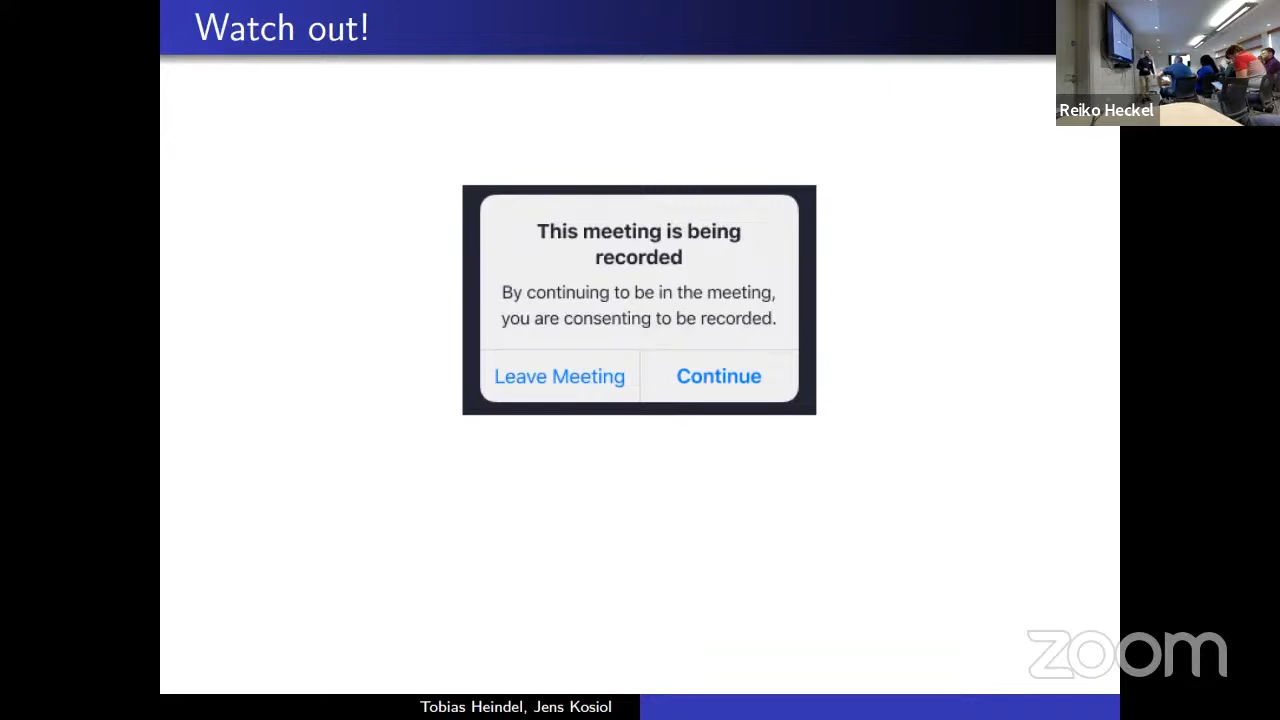 Watch out!
Reiko Heckel
This meeting is being
recorded
By continuing to be in the meeting,
you are consenting to be recorded.
Leave Meeting
Continue
zoom
Tobias Heindel, Jens Kosiol